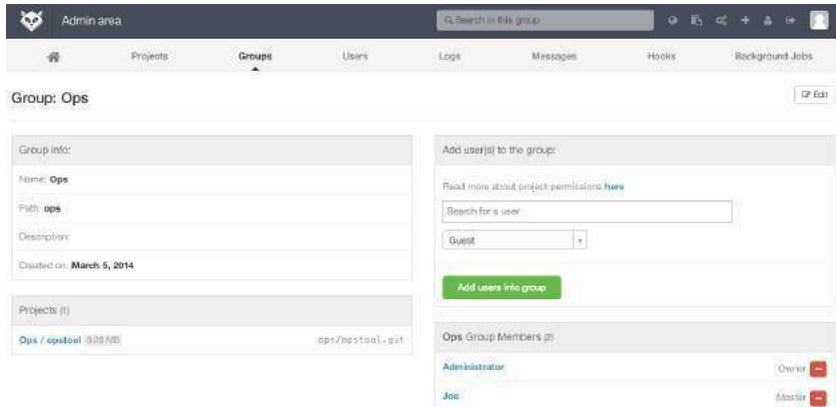 Admin area
Search in this group
Projects
Groups
Users
Logs
Messages
Hooks
Background Jobs
Group: Ops
Edit
Group info:
Name: Ops
Path: ops
Description:
Created on: March 5, 2014
Projects (1)
Ops / opstool 0.09 MB
ops/opstool.git
Add user(s) to the group:
Read more about project permissions here
Search for a user
Guest
Add users into group
Ops Group Members (2)
Administrator
Owner
Joe
Master